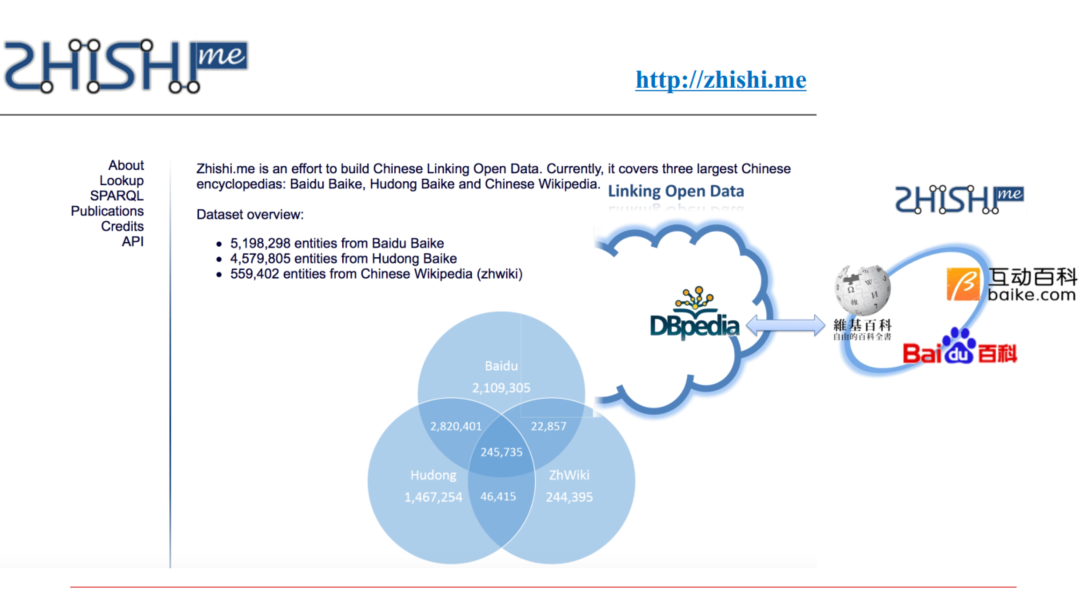 ZHISHI.me
http://zhishi.me
About
Lookup
SPARQL
Publications
Credits
API
Zhishi.me is an effort to build Chinese Linking Open Data. Currently, it covers three largest Chinese
encyclopedias: Baidu Baike, Hudong Baike and Chinese Wikipedia.
Dataset overview:
5,198,298 entities from Baidu Baike
4,579,805 entities from Hudong Baike
559,402 entities from Chinese Wikipedia (zhwiki)
Baidu
2,109,305
2,820,401
22,857
245,735
Hudong
1,467,254
46,415
ZhWiki
244,395
Linking Open Data
DBpedia
ZHISHI.me
W
Ω
維基百科
自由的百科全書
互动百科
baike.com
Bai du 百科